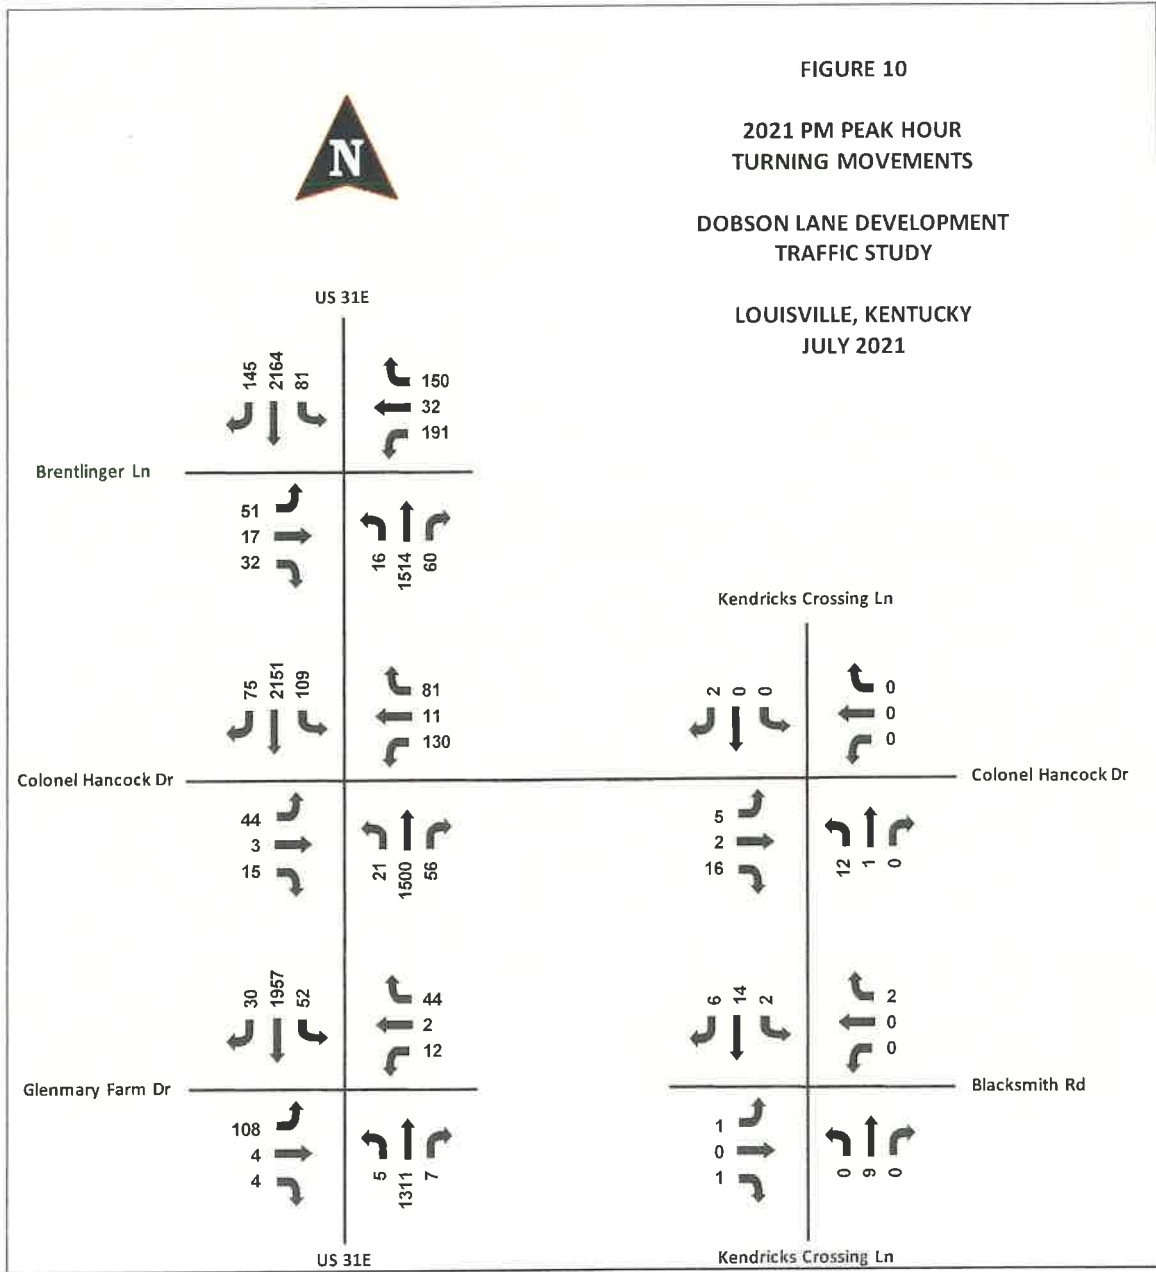 FIGURE 10
2021 PM PEAK HOUR
TURNING MOVEMENTS
DOBSON LANE DEVELOPMENT
TRAFFIC STUDY
LOUISVILLE, KENTUCKY
JULY 2021
N
US 31E
145 2164 81
150
32
191
Brentlinger Ln
51
17
32
16 1514 60
Kendricks Crossing Ln
75 2151 109
81
11
130
2 0 0
0
0
0
Colonel Hancock Dr
Colonel Hancock Dr
44
3
15
21 1500 56
5
2
16
12 1 0
30 1957 52
44
2
12
6 14 2
2
0
0
Glenmary Farm Dr
Blacksmith Rd
108
4
4
5 1311 7
1
0
1
0 9 0
US 31E
Kendricks Crossing Ln